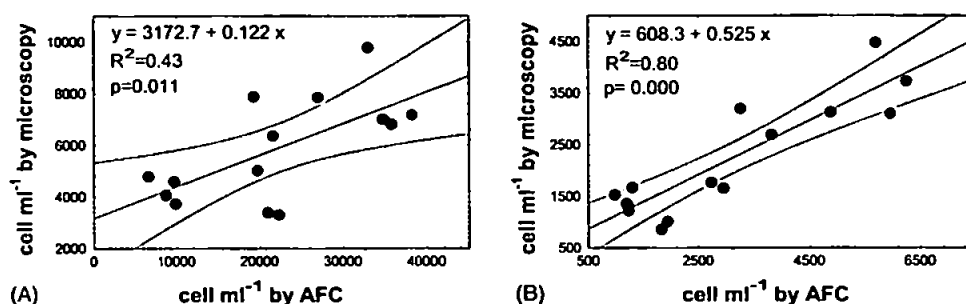 y = 3172.7 + 0.122 x
R²=0.43
p=0.011
cell ml⁻¹ by microscopy
10000
8000
6000
4000
2000
0
10000
20000
30000
40000
cell ml⁻¹ by AFC
(A)
y = 608.3 + 0.525 x
R²=0.80
p= 0.000
cell ml⁻¹ by microscopy
4500
3500
2500
1500
500
500
2500
4500
6500
cell ml⁻¹ by AFC
(B)